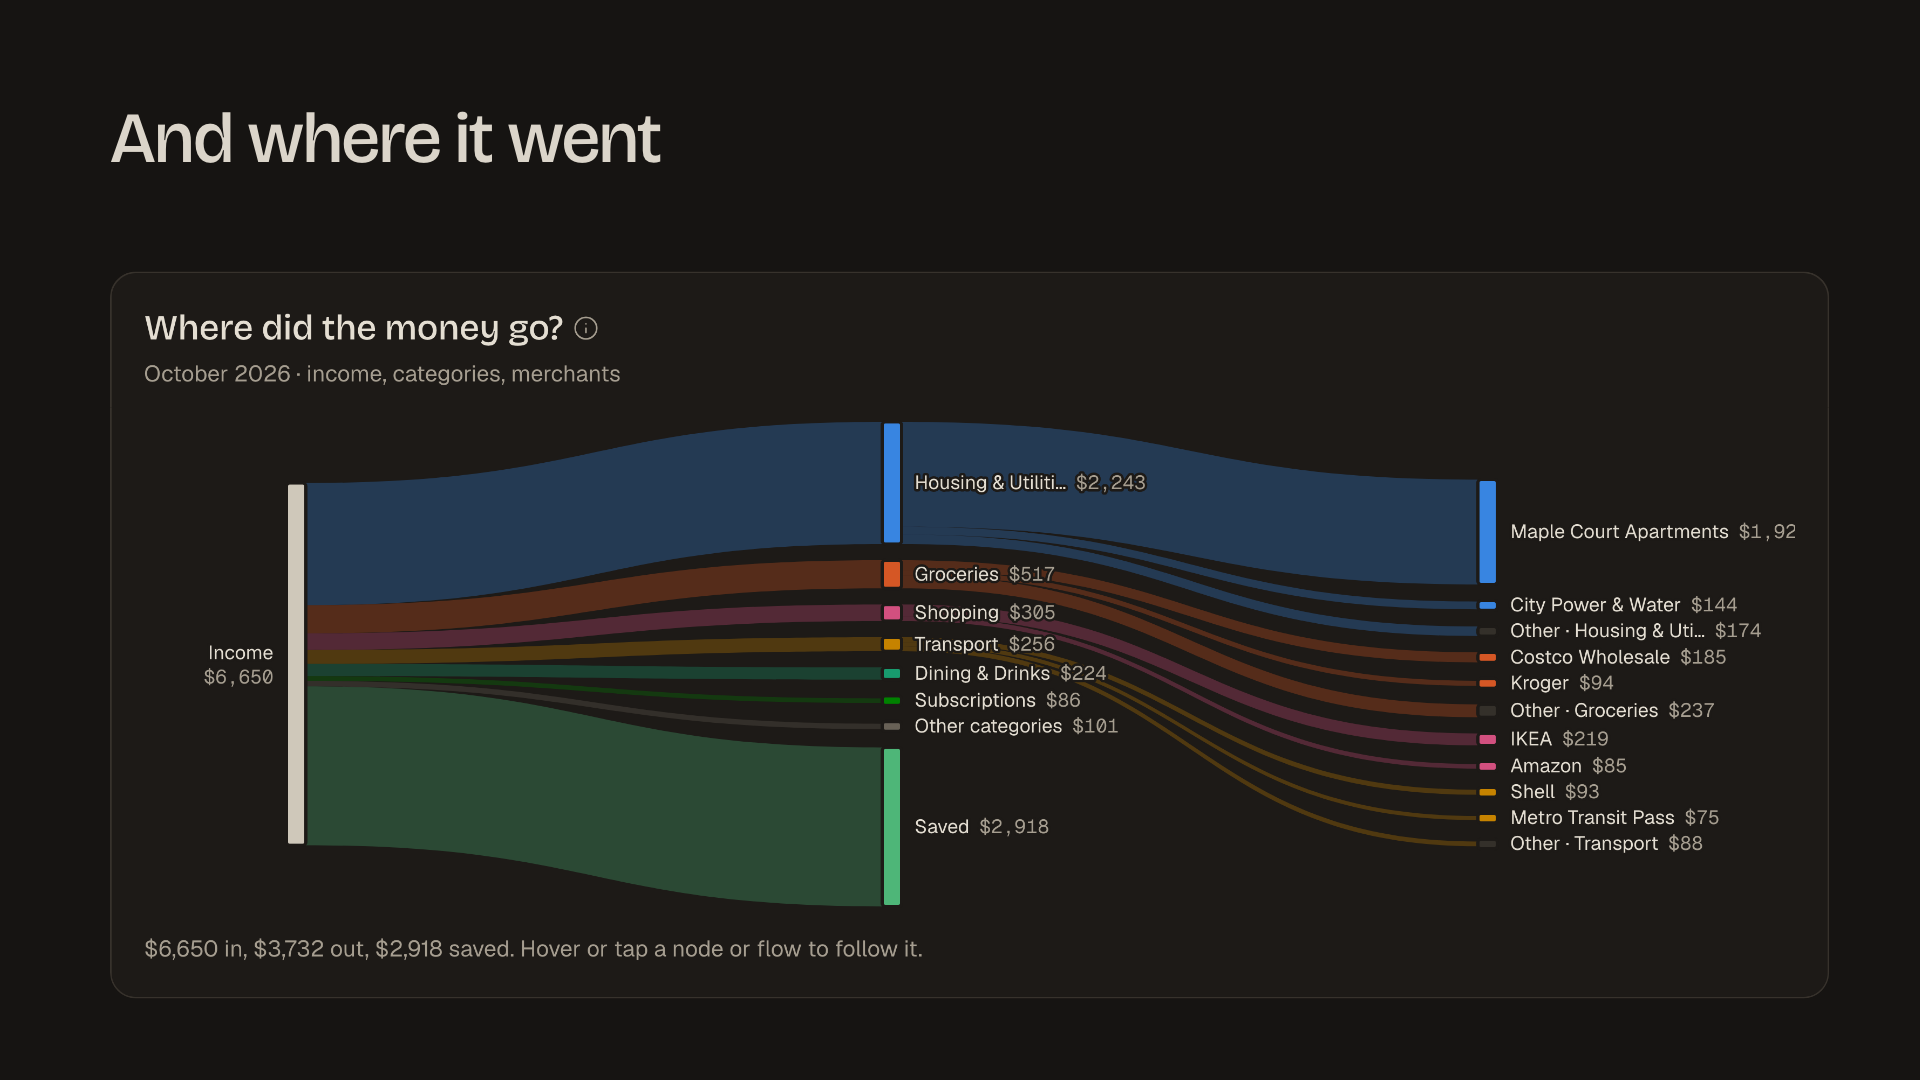 And where it went
Where did the money go?
October 2026 · income, categories, merchants
Income
$6,650
Housing & Utiliti… $2,243
Groceries $517
Shopping $305
Transport $256
Dining & Drinks $224
Subscriptions $86
Other categories $101
Saved $2,918
Maple Court Apartments $1,92
City Power & Water $144
Other · Housing & Uti… $174
Costco Wholesale $185
Kroger $94
Other · Groceries $237
IKEA $219
Amazon $85
Shell $93
Metro Transit Pass $75
Other · Transport $88
$6,650 in, $3,732 out, $2,918 saved. Hover or tap a node or flow to follow it.